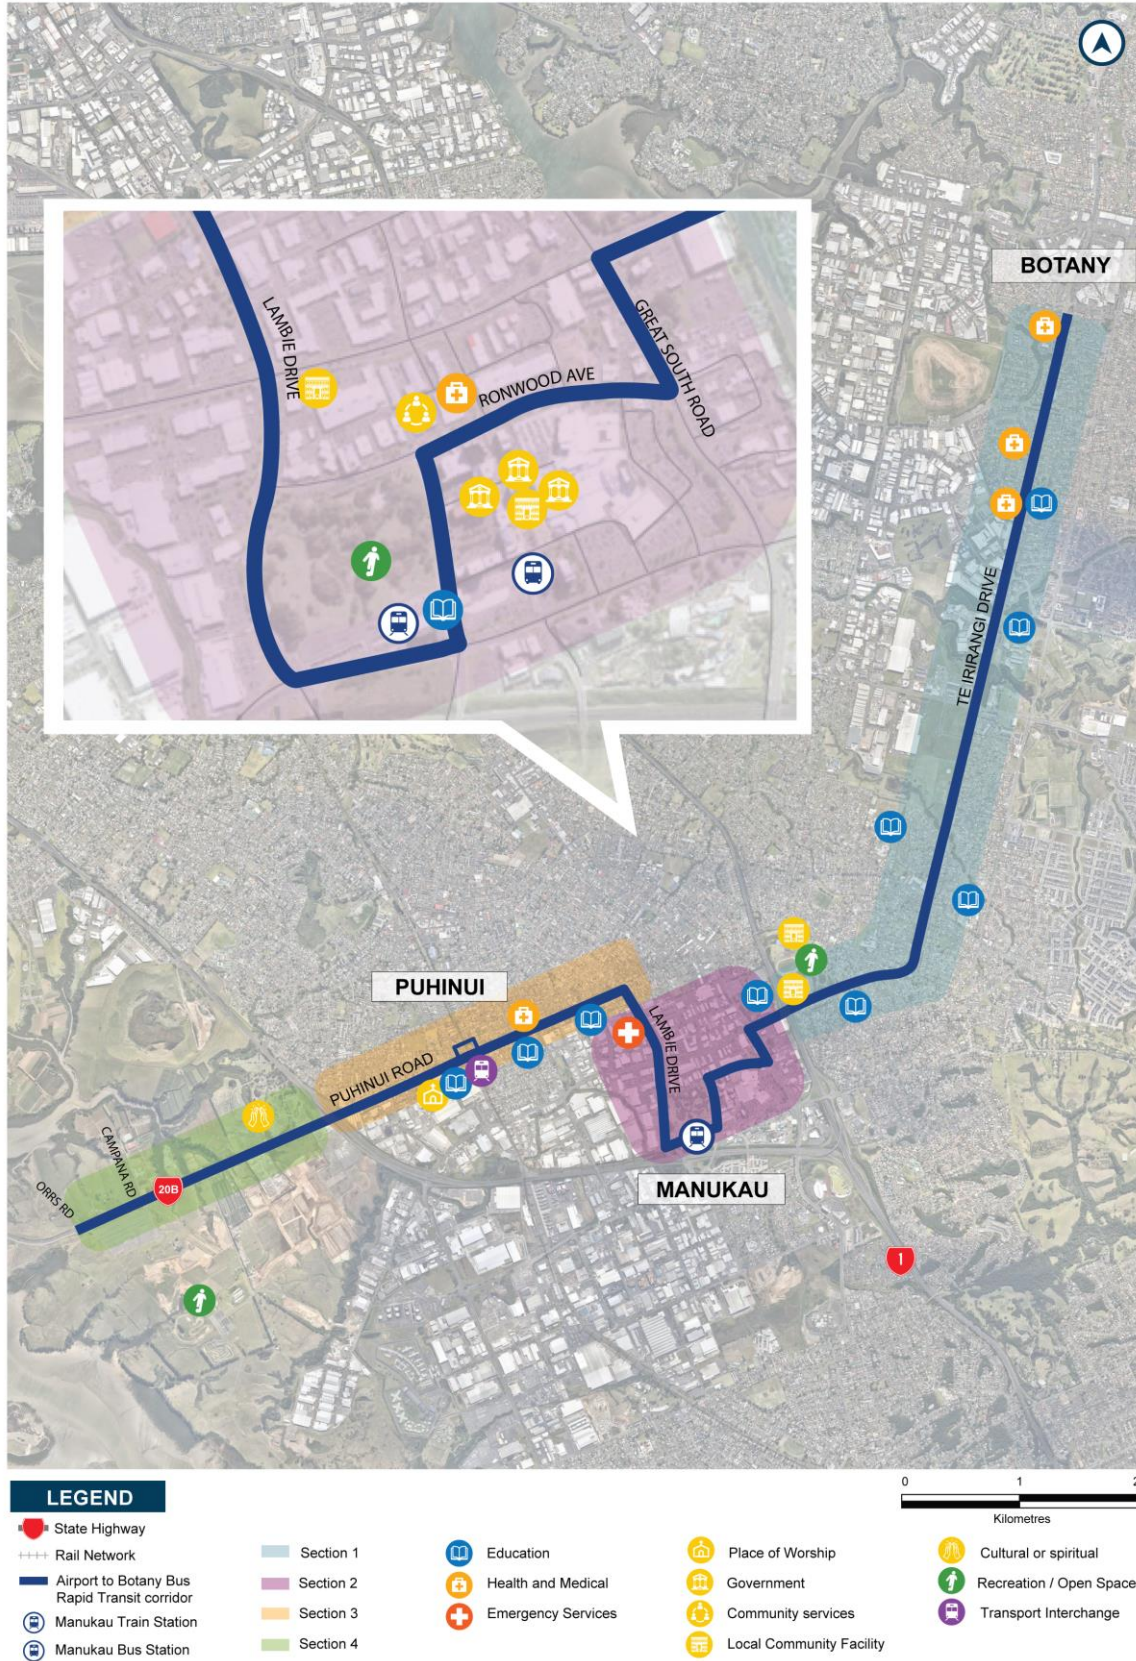 BOTANY
LAMBIE DRIVE
GREAT SOUTH ROAD
RONWOOD AVE
TE IRIRANGI DRIVE
PUHINUI
LAMBIE DRIVE
PUHINUI ROAD
CAMPANA RD
ORRS RD
20B
MANUKAU
1
LEGEND
State Highway
Rail Network
Airport to Botany Bus
Rapid Transit corridor
Manukau Train Station
Manukau Bus Station
Section 1
Section 2
Section 3
Section 4
Education
Health and Medical
Emergency Services
Place of Worship
Government
Community services
Local Community Facility
0 1 2
Kilometres
Cultural or spiritual
Recreation / Open Space
Transport Interchange